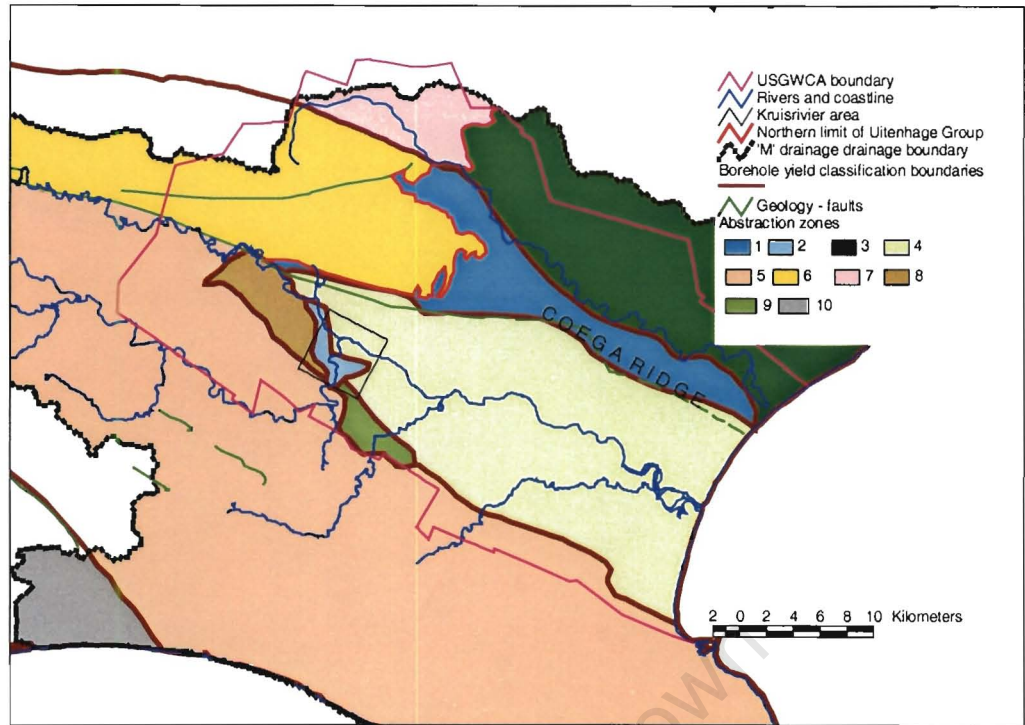 USGWCA boundary
Rivers and coastline
Kruisrivier area
Northern limit of Uitenhage Group
'M' drainage drainage boundary
Borehole yield classification boundaries
Geology - faults
Abstraction zones
1 2 3 4
5 6 7 8
9 10
COEGA RIDGE
2 0 2 4 6 8 10 Kilometers